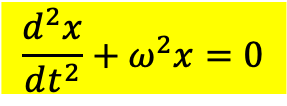 d²x/dt² + ω²x = 0